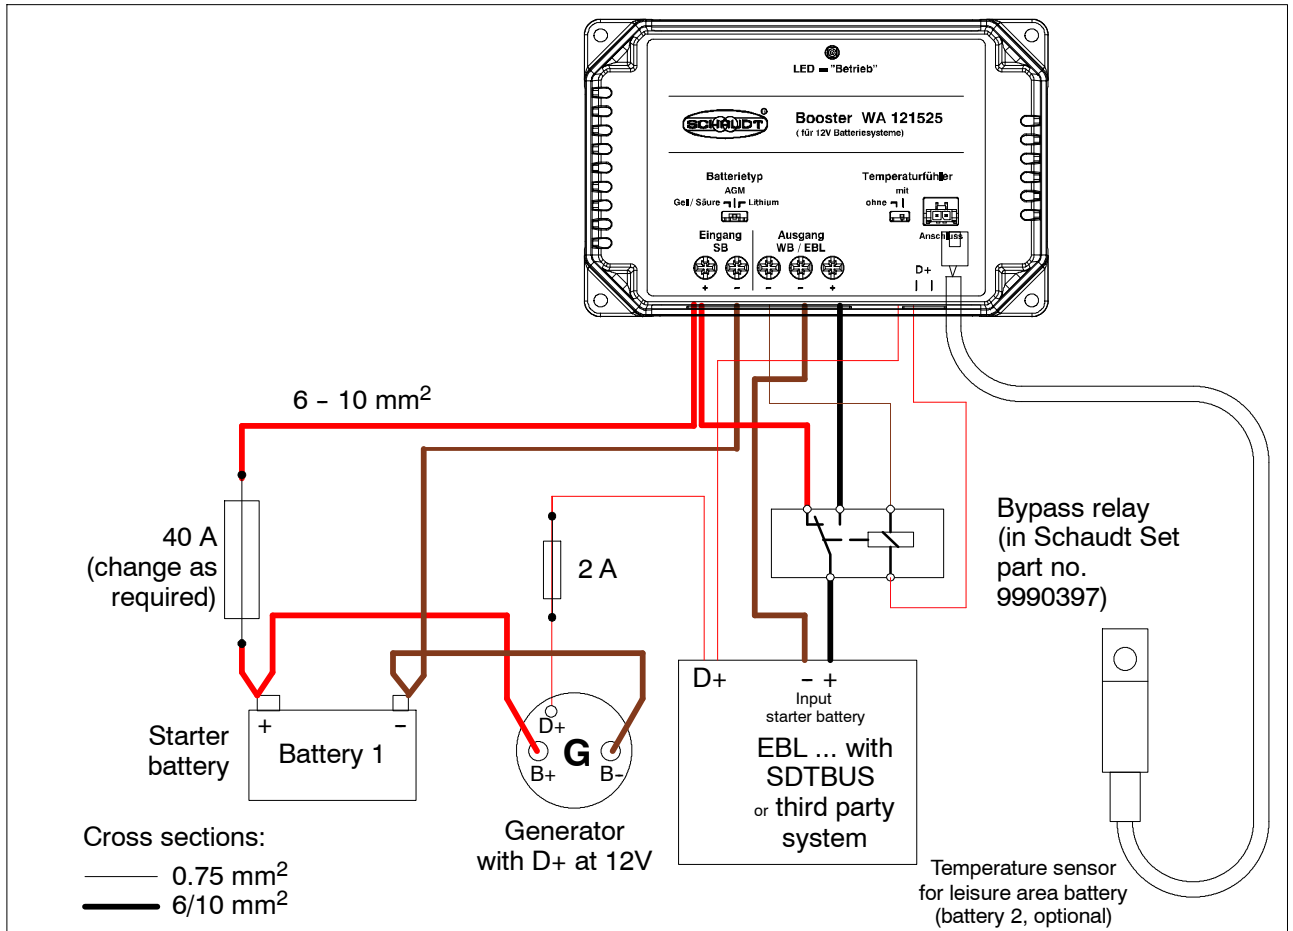 LED - "Betrieb"
SCHAUDT
Booster WA 121525
( für 12V Batteriesysteme)
Batterietyp
AGM
Gel / Säure
Lithium
Temperaturfühler
mit
ohne
Anschluss
Eingang
SB
Ausgang
WB / EBL
D+
+ - - - +
6 - 10 mm²
40 A
(change as
required)
2 A
Bypass relay
(in Schaudt Set
part no.
9990397)
Starter
battery
+ -
Battery 1
D+
G
B+ B-
Generator
with D+ at 12V
D+ - +
Input
starter battery
EBL ... with
SDTBUS
or third party
system
Temperature sensor
for leisure area battery
(battery 2, optional)
Cross sections:
0.75 mm²
6/10 mm²